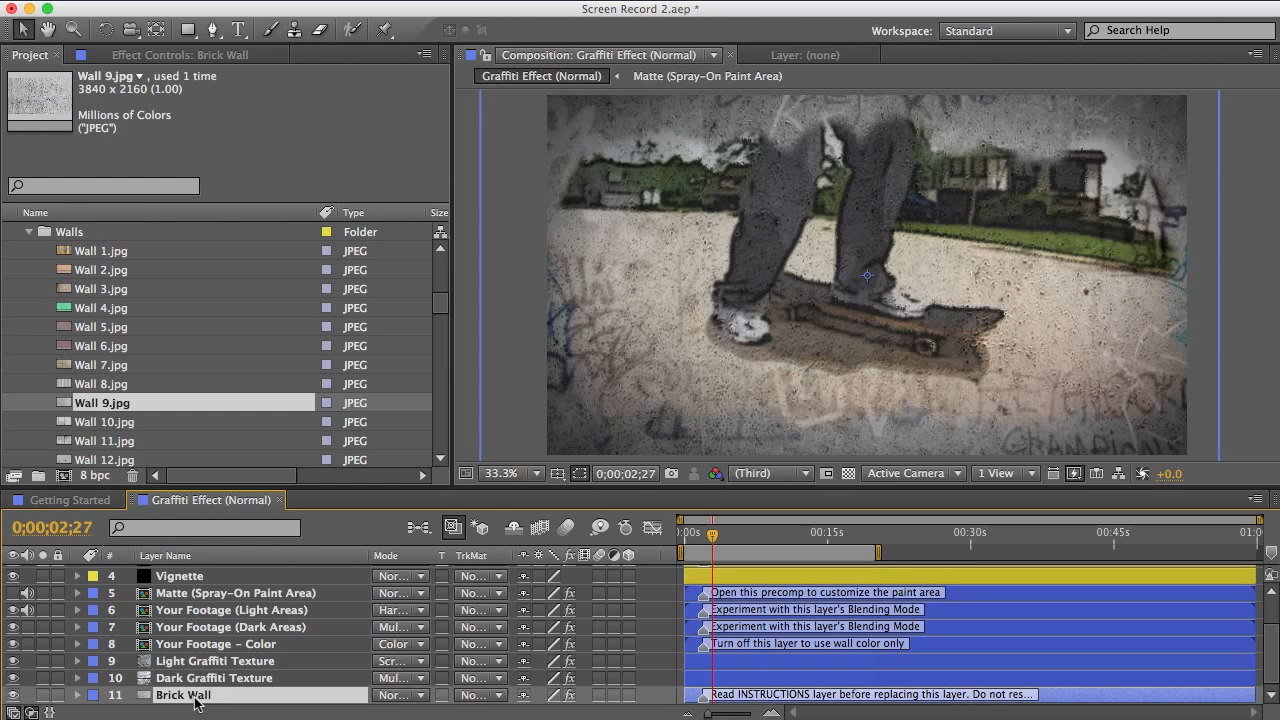 Screen Record 2.aep *
Workspace: Standard
Search Help
Project
Effect Controls: Brick Wall
Composition: Graffiti Effect (Normal)
Layer: (none)
Wall 9.jpg , used 1 time
3840 x 2160 (1.00)
Millions of Colors
("JPEG")
Graffiti Effect (Normal)
Matte (Spray-On Paint Area)
Name Type Size
Walls Folder
Wall 1.jpg JPEG
Wall 2.jpg JPEG
Wall 3.jpg JPEG
Wall 4.jpg JPEG
Wall 5.jpg JPEG
Wall 6.jpg JPEG
Wall 7.jpg JPEG
Wall 8.jpg JPEG
Wall 9.jpg JPEG
Wall 10.jpg JPEG
Wall 11.jpg JPEG
Wall 12.jpg JPEG
8 bpc
33.3% 0;00;02;27 (Third) Active Camera 1 View +0.0
Getting Started
Graffiti Effect (Normal)
0;00;02;27
0:00s 00:15s 00:30s 00:45s 01:0
# Layer Name Mode T TrkMat fx
4 Vignette Nor... No...
5 Matte (Spray-On Paint Area) Nor... No... fx Open this precomp to customize the paint area
6 Your Footage (Light Areas) Har... No... fx Experiment with this layer's Blending Mode
7 Your Footage (Dark Areas) Mul... No... fx Experiment with this layer's Blending Mode
8 Your Footage - Color Color No... fx Turn off this layer to use wall color only
9 Light Graffiti Texture Scr... No...
10 Dark Graffiti Texture Mul... No...
11 Brick Wall Nor... No... fx Read INSTRUCTIONS layer before replacing this layer. Do not res...